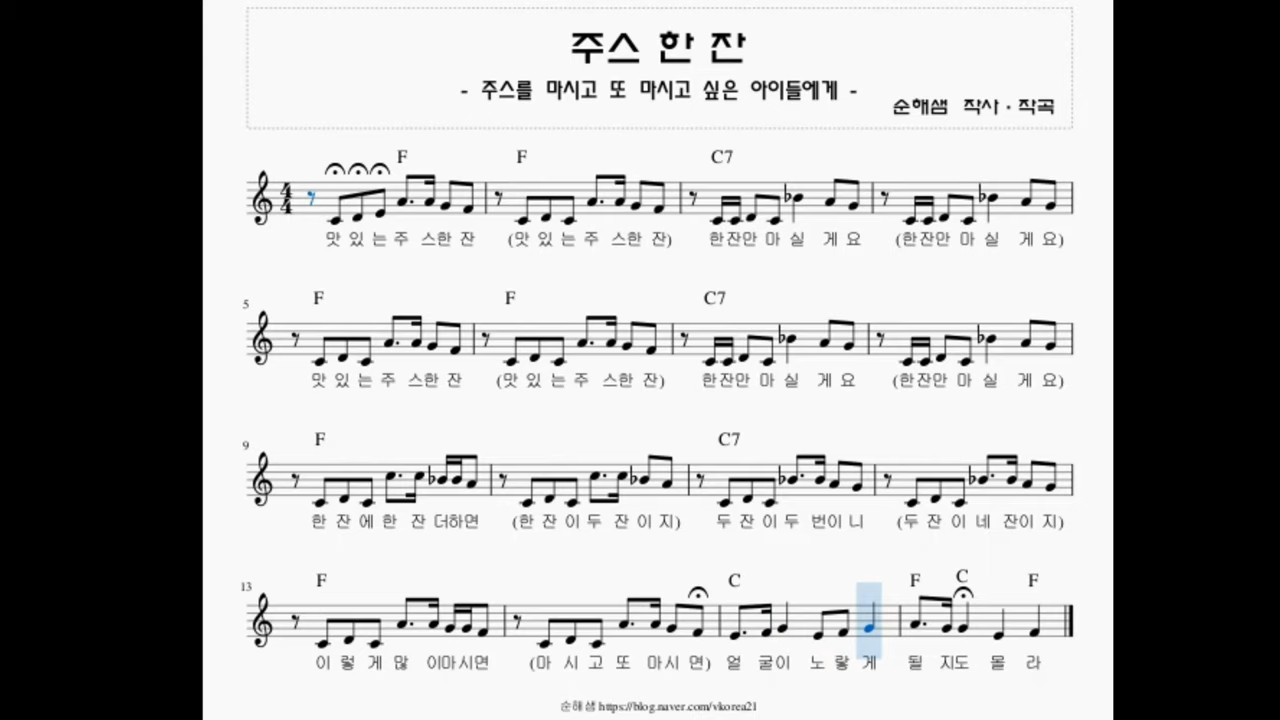 주스 한 잔
- 주스를 마시고 또 마시고 싶은 아이들에게 -
순해샘 작사 · 작곡
F F C7
맛 있 는 주 스한 잔 (맛 있 는 주 스한 잔) 한잔만 마 실 게 요 (한잔만 마 실 게 요)
5 F F C7
맛 있 는 주 스한 잔 (맛 있 는 주 스한 잔) 한잔만 마 실 게 요 (한잔만 마 실 게 요)
9 F C7
한 잔 에 한 잔 더하면 (한 잔 이 두 잔 이 지) 두 잔 이 두 번이 니 (두 잔 이 네 잔이 지)
13 F C F C F
이 렇 게 많 이마시면 (마 시 고 또 마시 면) 얼 굴이 노 랗 게 될 지도 몰 라
순해샘 https://blog.naver.com/vkorea21